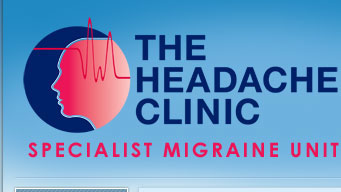 THE
HEADACHE
CLINIC
SPECIALIST MIGRAINE UNIT